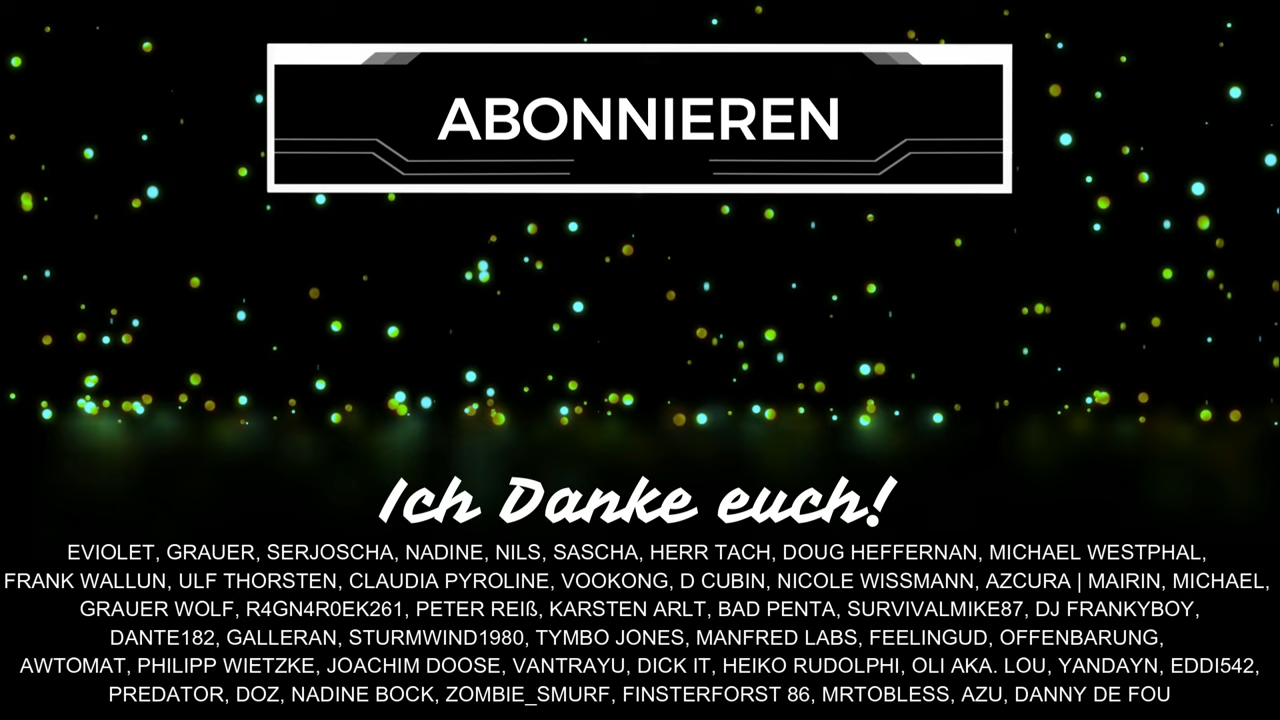 ABONNIEREN
Ich Danke euch!
EVIOLET, GRAUER, SERJOSCHA, NADINE, NILS, SASCHA, HERR TACH, DOUG HEFFERNAN, MICHAEL WESTPHAL,
FRANK WALLUN, ULF THORSTEN, CLAUDIA PYROLINE, VOOKONG, D CUBIN, NICOLE WISSMANN, AZCURA | MAIRIN, MICHAEL,
GRAUER WOLF, R4GN4R0EK261, PETER REIß, KARSTEN ARLT, BAD PENTA, SURVIVALMIKE87, DJ FRANKYBOY,
DANTE182, GALLERAN, STURMWIND1980, TYMBO JONES, MANFRED LABS, FEELINGUD, OFFENBARUNG,
AWTOMAT, PHILIPP WIETZKE, JOACHIM DOOSE, VANTRAYU, DICK IT, HEIKO RUDOLPHI, OLI AKA. LOU, YANDAYN, EDDI542,
PREDATOR, DOZ, NADINE BOCK, ZOMBIE_SMURF, FINSTERFORST 86, MRTOBLESS, AZU, DANNY DE FOU